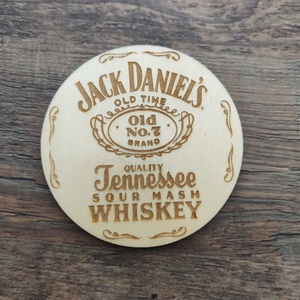 JACK DANIEL'S
OLD TIME
Old
No. 7
BRAND
QUALITY
Tennessee
SOUR MASH
WHISKEY